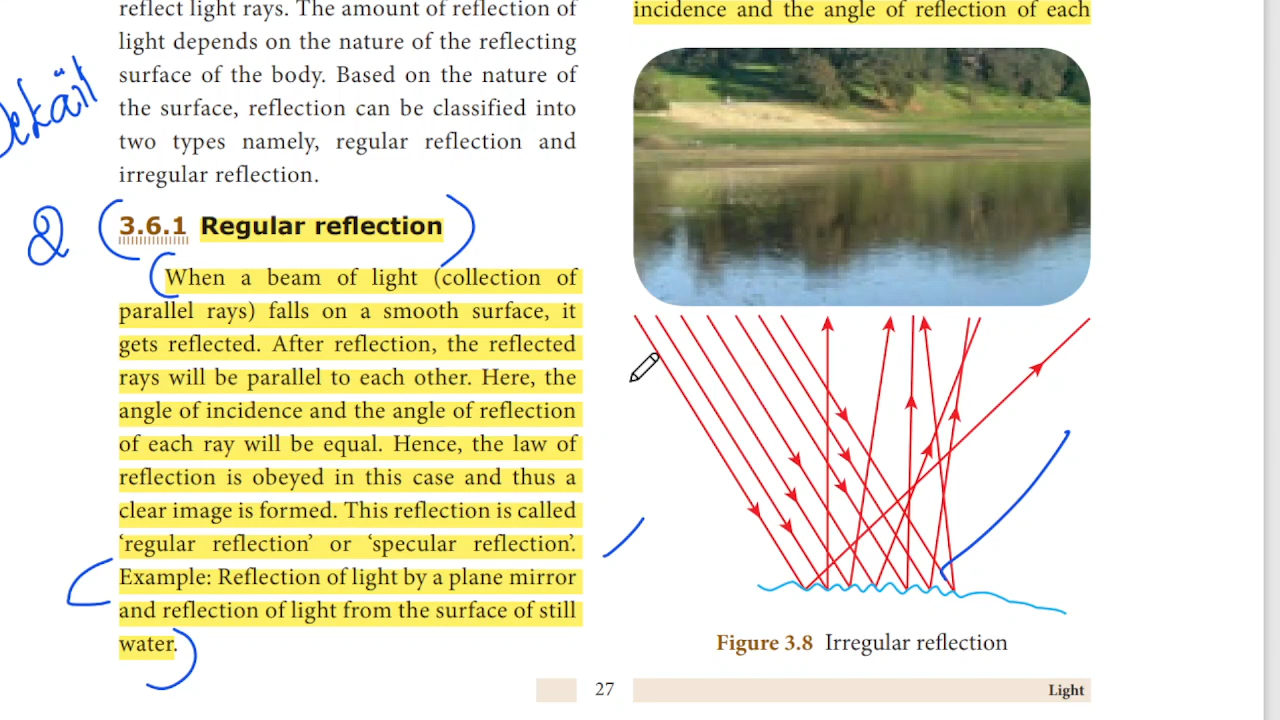 reflect light rays. The amount of reflection of
light depends on the nature of the reflecting
surface of the body. Based on the nature of
the surface, reflection can be classified into
two types namely, regular reflection and
irregular reflection.
3.6.1 Regular reflection
When a beam of light (collection of
parallel rays) falls on a smooth surface, it
gets reflected. After reflection, the reflected
rays will be parallel to each other. Here, the
angle of incidence and the angle of reflection
of each ray will be equal. Hence, the law of
reflection is obeyed in this case and thus a
clear image is formed. This reflection is called
‘regular reflection’ or ‘specular reflection’.
Example: Reflection of light by a plane mirror
and reflection of light from the surface of still
water.
incidence and the angle of reflection of each
Figure 3.8 Irregular reflection
27
Light